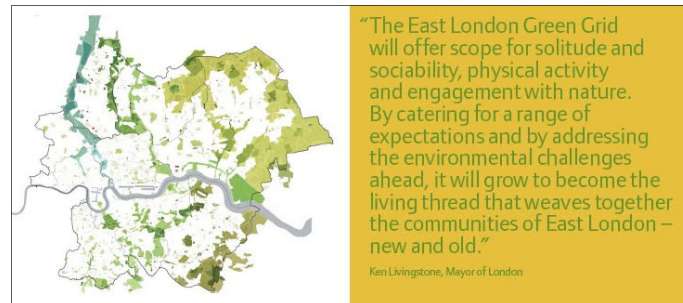 “The East London Green Grid
will offer scope for solitude and
sociability, physical activity
and engagement with nature.
By catering for a range of
expectations and by addressing
the environmental challenges
ahead, it will grow to become the
living thread that weaves together
the communities of East London –
new and old.”
Ken Livingstone, Mayor of London